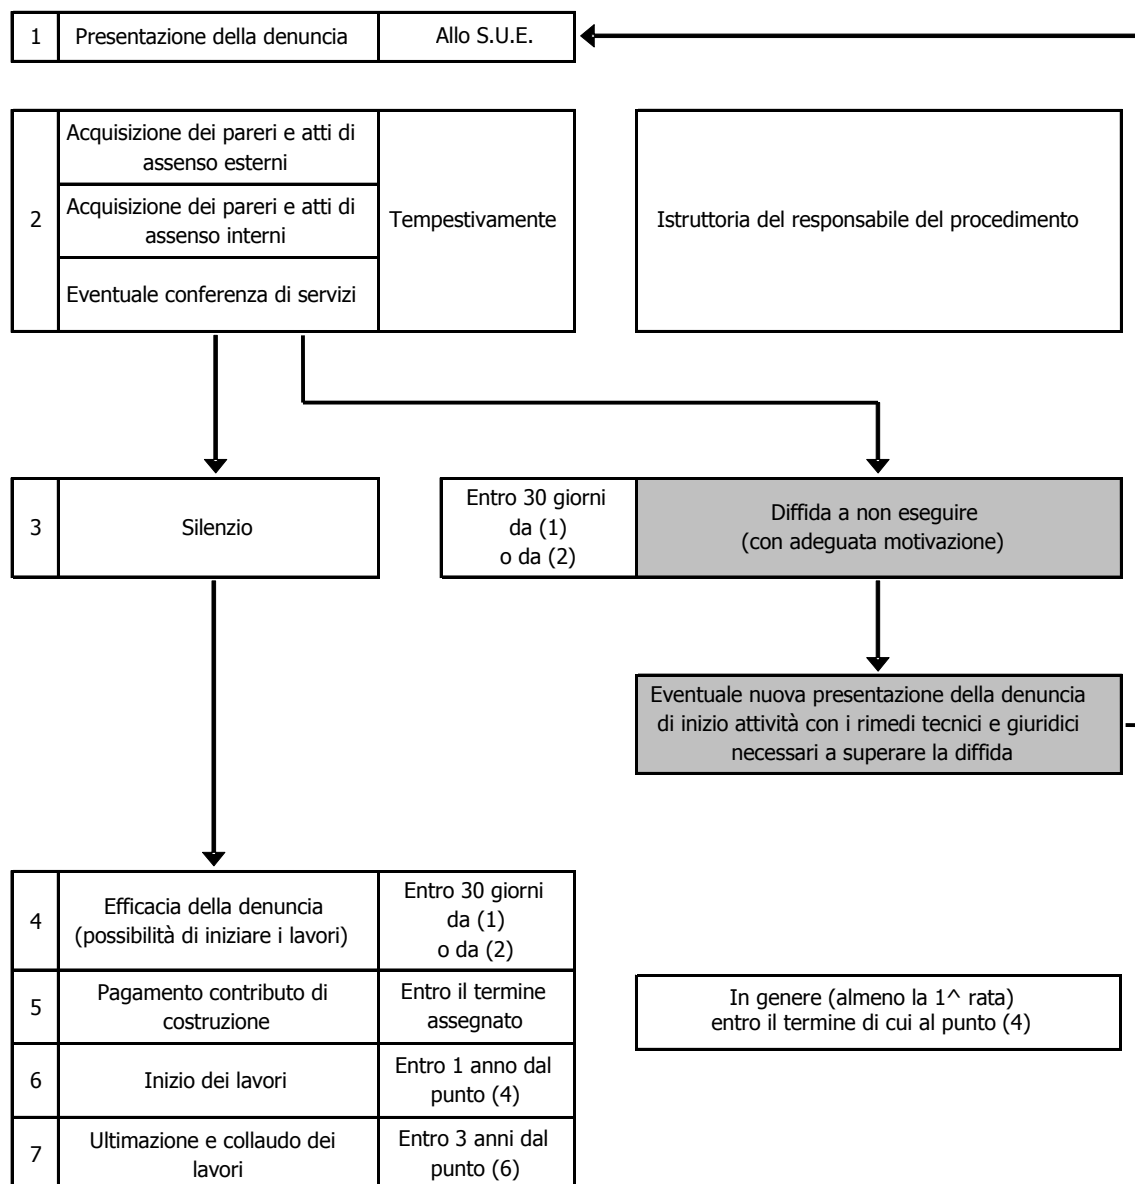 1
Presentazione della denuncia
Allo S.U.E.
2
Acquisizione dei pareri e atti di
assenso esterni
Acquisizione dei pareri e atti di
assenso interni
Eventuale conferenza di servizi
Tempestivamente
Istruttoria del responsabile del procedimento
3
Silenzio
Entro 30 giorni
da (1)
o da (2)
Diffida a non eseguire
(con adeguata motivazione)
Eventuale nuova presentazione della denuncia
di inizio attività con i rimedi tecnici e giuridici
necessari a superare la diffida
4
Efficacia della denuncia
(possibilità di iniziare i lavori)
Entro 30 giorni
da (1)
o da (2)
5
Pagamento contributo di
costruzione
Entro il termine
assegnato
In genere (almeno la 1^ rata)
entro il termine di cui al punto (4)
6
Inizio dei lavori
Entro 1 anno dal
punto (4)
7
Ultimazione e collaudo dei
lavori
Entro 3 anni dal
punto (6)